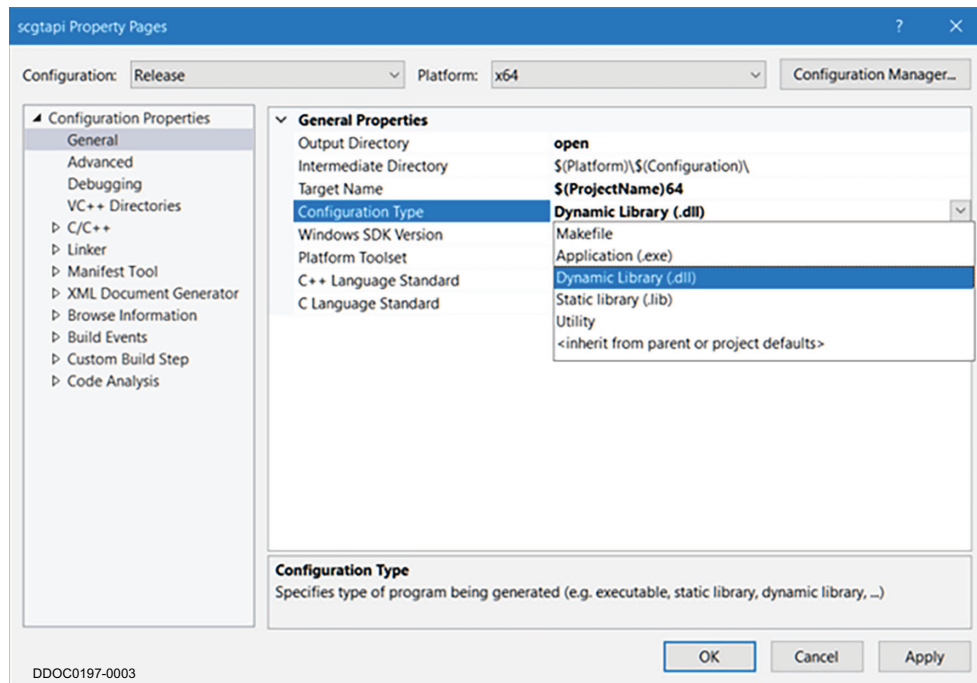 scgtapi Property Pages ? ×
Configuration: Release Platform: x64 Configuration Manager...
Configuration Properties
General
Advanced
Debugging
VC++ Directories
C/C++
Linker
Manifest Tool
XML Document Generator
Browse Information
Build Events
Custom Build Step
Code Analysis
General Properties
Output Directory open
Intermediate Directory $(Platform)\$(Configuration)\
Target Name $(ProjectName)64
Configuration Type Dynamic Library (.dll)
Windows SDK Version
Platform Toolset
C++ Language Standard
C Language Standard
Makefile
Application (.exe)
Dynamic Library (.dll)
Static library (.lib)
Utility
<inherit from parent or project defaults>
Configuration Type
Specifies type of program being generated (e.g. executable, static library, dynamic library, ...)
OK Cancel Apply
DDOC0197-0003